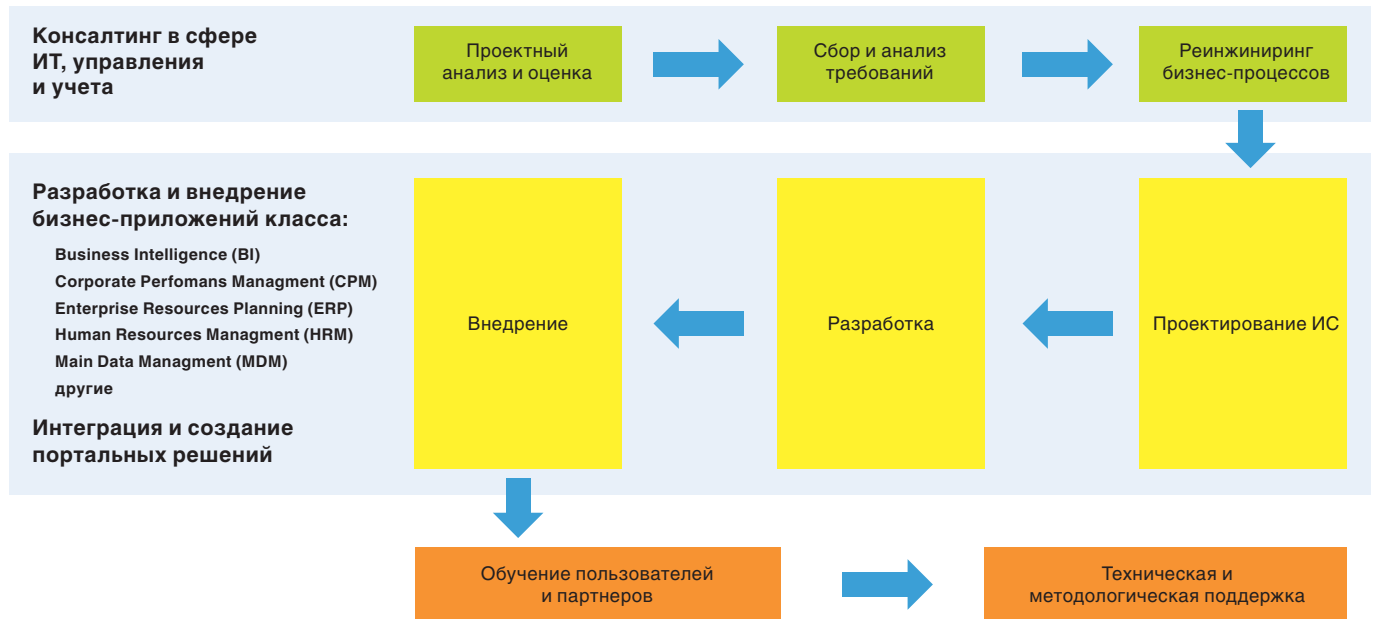 Консалтинг в сфере
ИТ, управления
и учета
Проектный
анализ и оценка
Сбор и анализ
требований
Реинжиниринг
бизнес-процессов
Разработка и внедрение
бизнес-приложений класса:
Business Intelligence (BI)
Corporate Perfomans Managment (CPM)
Enterprise Resources Planning (ERP)
Human Resources Managment (HRM)
Main Data Managment (MDM)
другие
Интеграция и создание
портальных решений
Внедрение
Разработка
Проектирование ИС
Обучение пользователей
и партнеров
Техническая и
методологическая поддержка